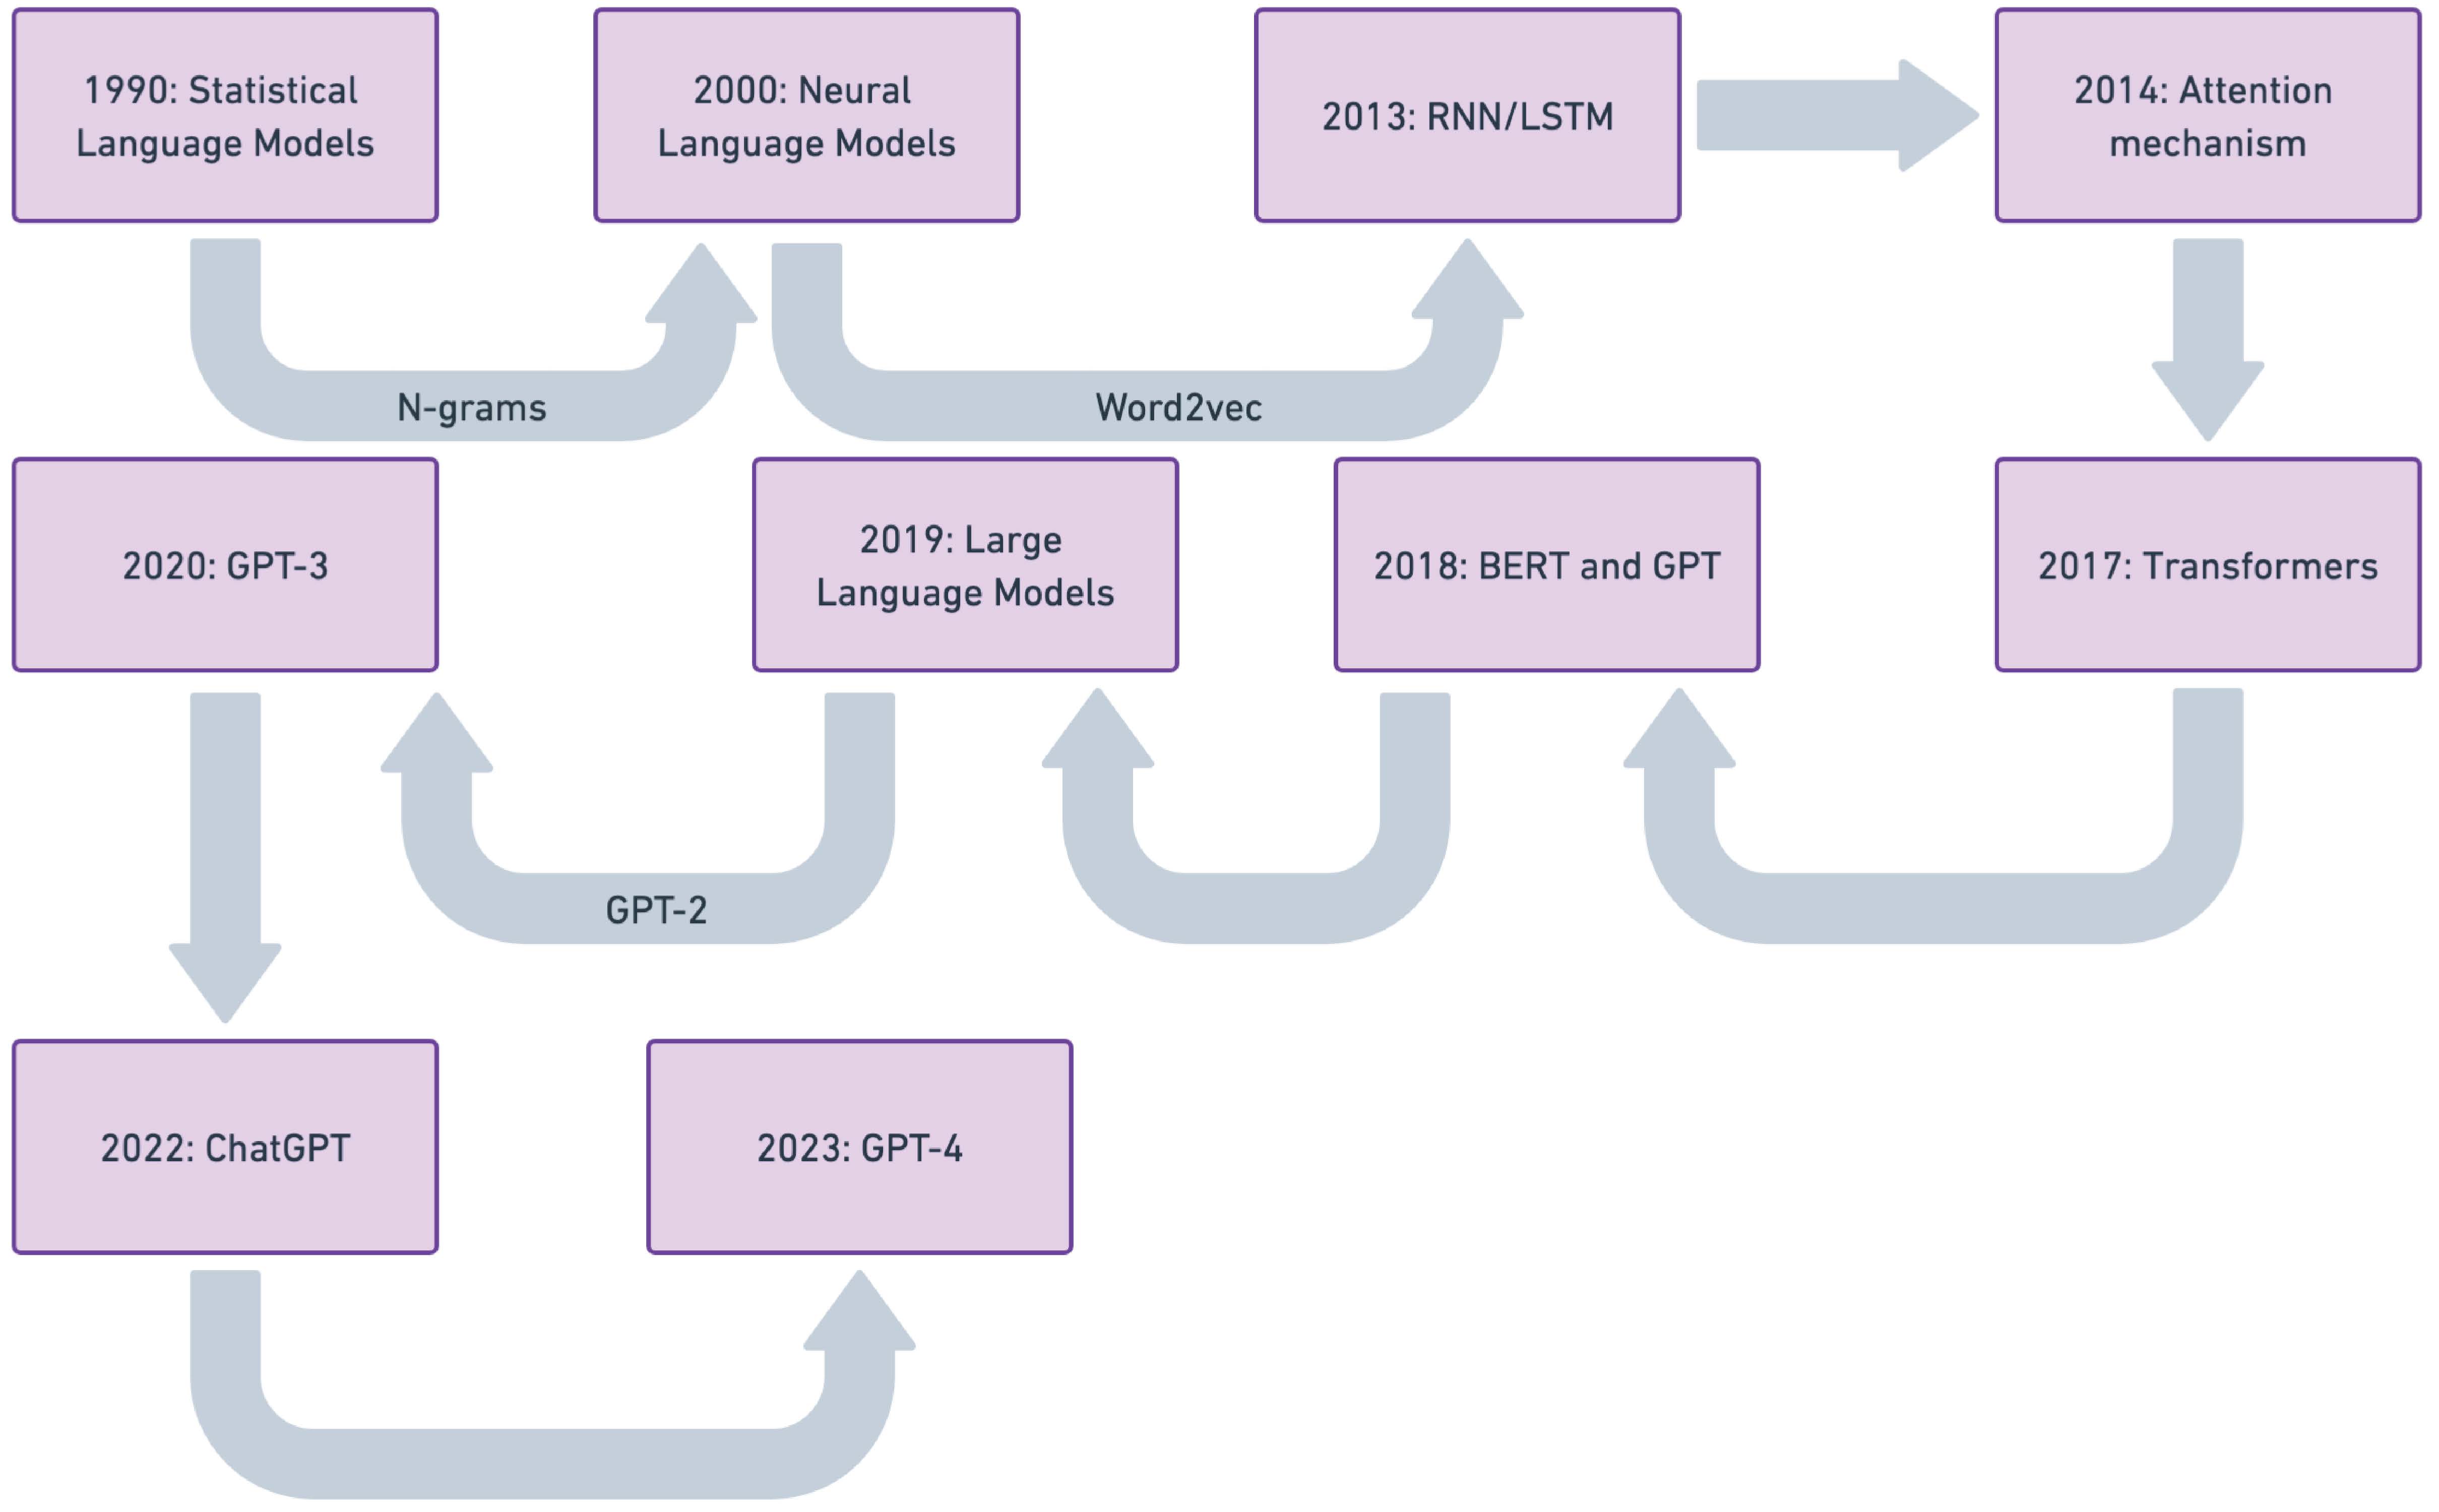 1990: Statistical
Language Models
2000: Neural
Language Models
2013: RNN/LSTM
2014: Attention
mechanism
N-grams
Word2vec
2020: GPT-3
2019: Large
Language Models
2018: BERT and GPT
2017: Transformers
GPT-2
2022: ChatGPT
2023: GPT-4